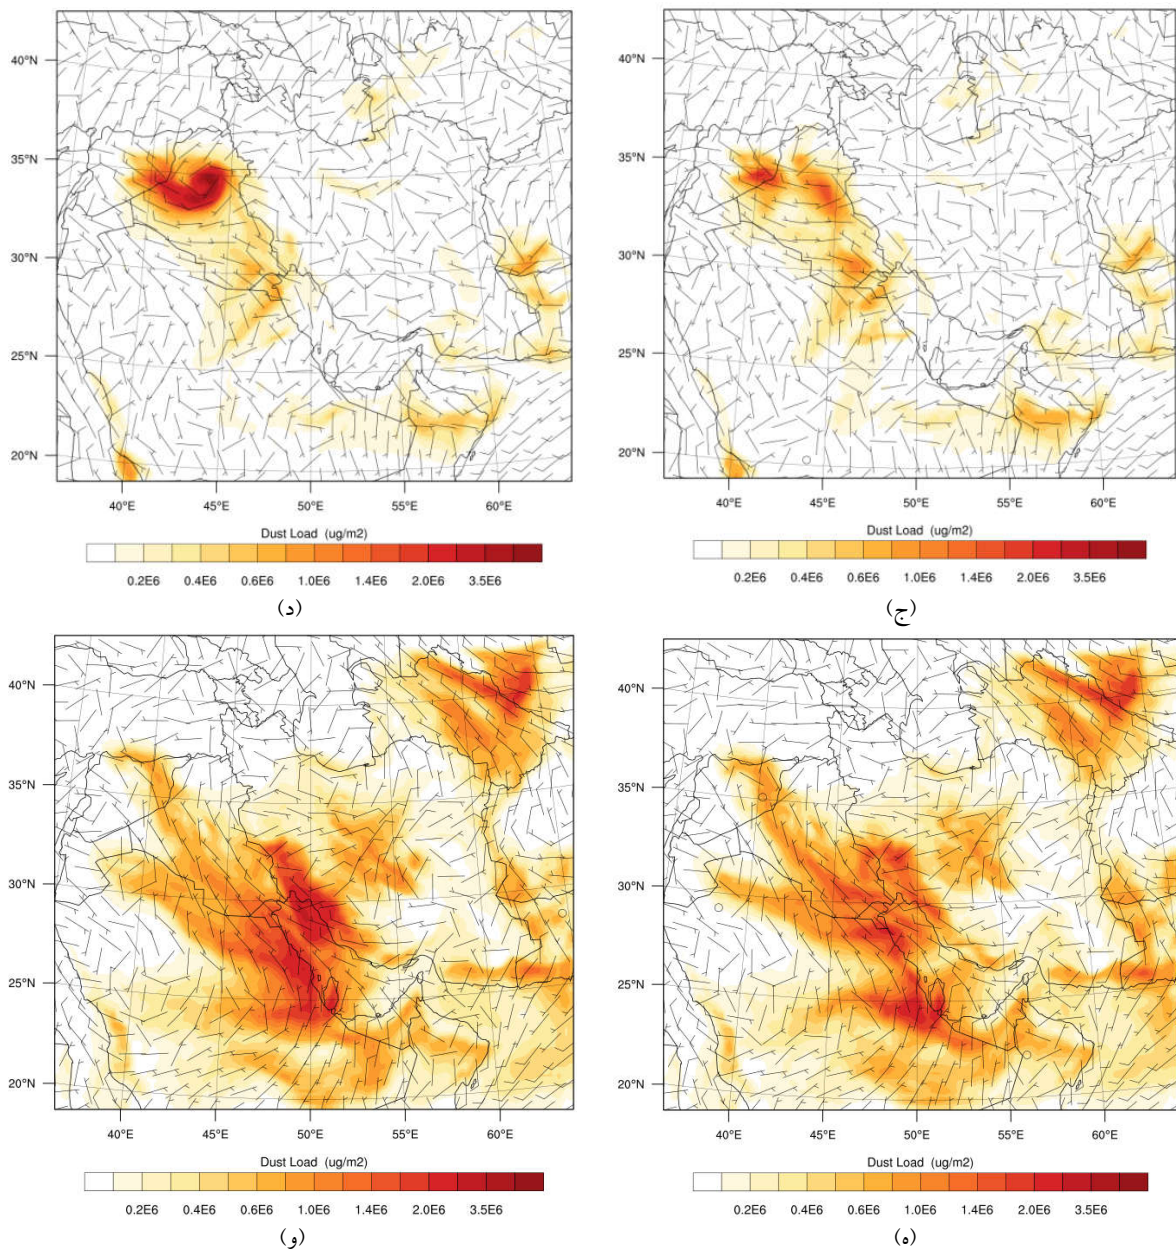 40°N
35°N
30°N
25°N
20°N
40°E 45°E 50°E 55°E 60°E
Dust Load (ug/m2)
0.2E6 0.4E6 0.6E6 1.0E6 1.4E6 2.0E6 3.5E6
(د)
40°N
35°N
30°N
25°N
20°N
40°E 45°E 50°E 55°E 60°E
Dust Load (ug/m2)
0.2E6 0.4E6 0.6E6 1.0E6 1.4E6 2.0E6 3.5E6
(ج)
40°N
35°N
30°N
25°N
20°N
40°E 45°E 50°E 55°E 60°E
Dust Load (ug/m2)
0.2E6 0.4E6 0.6E6 1.0E6 1.4E6 2.0E6 3.5E6
(و)
40°N
35°N
30°N
25°N
20°N
40°E 45°E 50°E 55°E 60°E
Dust Load (ug/m2)
0.2E6 0.4E6 0.6E6 1.0E6 1.4E6 2.0E6 3.5E6
(ه)